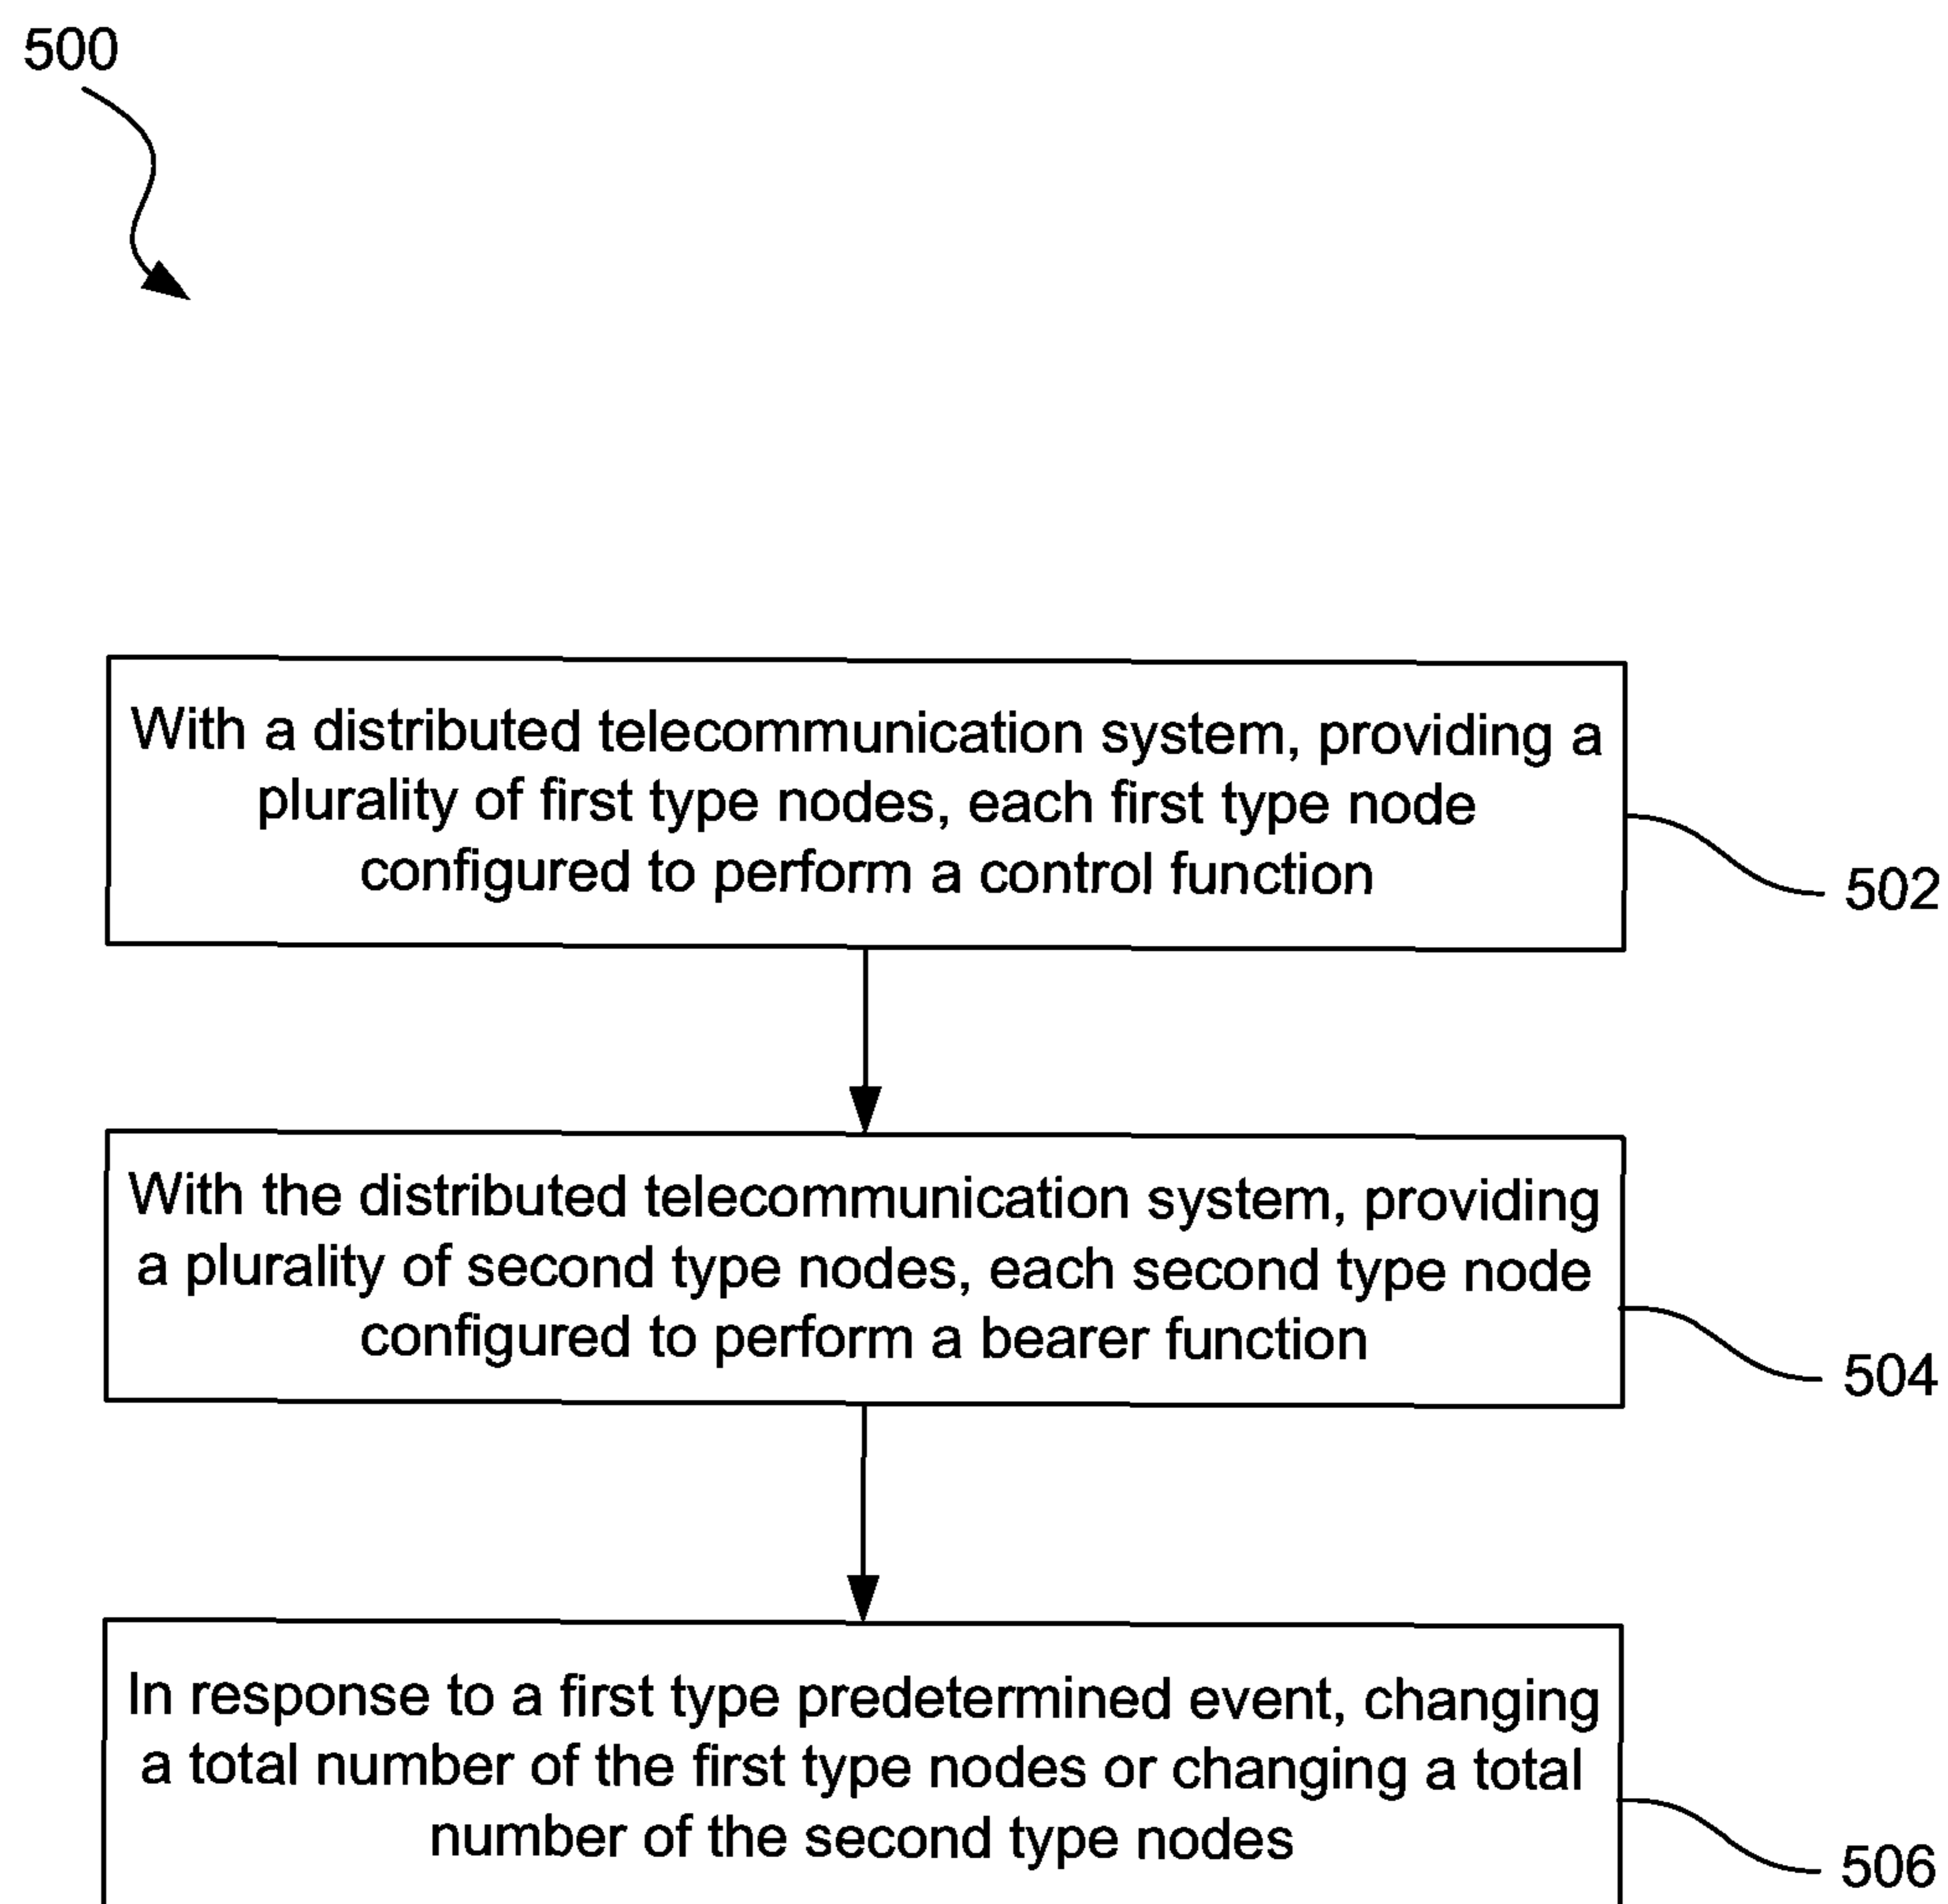 500
With a distributed telecommunication system, providing a
plurality of first type nodes, each first type node
configured to perform a control function
502
With the distributed telecommunication system, providing
a plurality of second type nodes, each second type node
configured to perform a bearer function
504
In response to a first type predetermined event, changing
a total number of the first type nodes or changing a total
number of the second type nodes
506